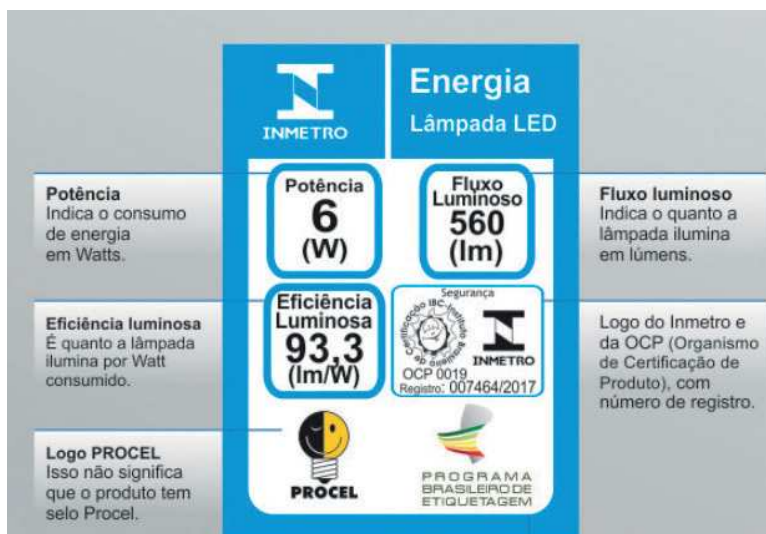 INMETRO
Energia
Lâmpada LED
Potência
Indica o consumo
de energia
em Watts.
Potência
6
(W)
Fluxo
Luminoso
560
(lm)
Fluxo luminoso
Indica o quanto a
lâmpada ilumina
em lúmens.
Eficiência luminosa
É quanto a lâmpada
ilumina por Watt
consumido.
Eficiência
Luminosa
93,3
(lm/W)
Segurança
INMETRO
OCP 0019
Registro: 007464/2017
Logo do Inmetro e
da OCP (Organismo
de Certificação de
Produto), com
número de registro.
Logo PROCEL
Isso não significa
que o produto tem
selo Procel.
PROCEL
PROGRAMA
BRASILEIRO DE
ETIQUETAGEM